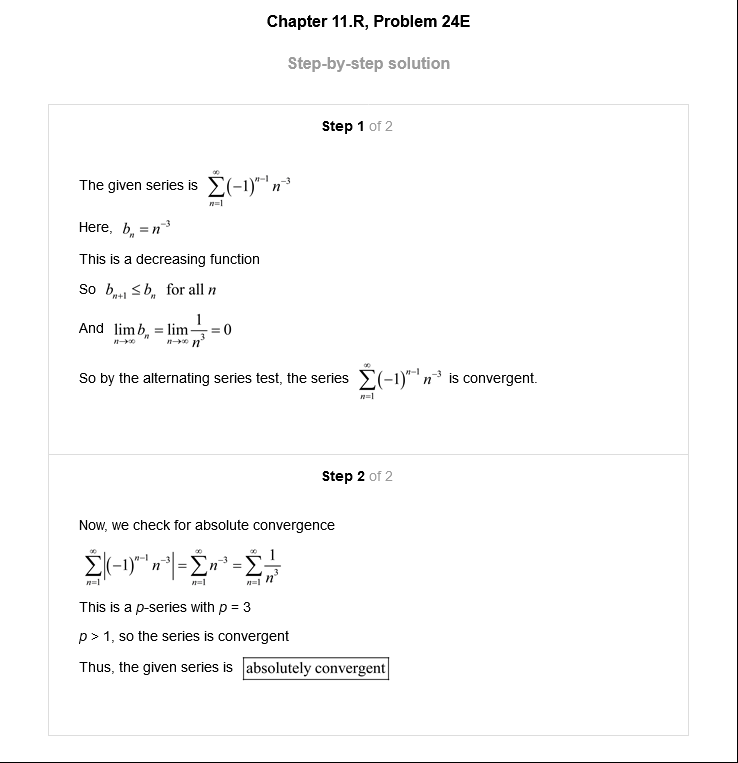 Chapter 11.R, Problem 24E
Step-by-step solution
Step 1 of 2
The given series is $\sum_{n=1}^{\infty}(-1)^{n-1} n^{-3}$
Here, $b_n = n^{-3}$
This is a decreasing function
So $b_{n+1} \leq b_n$ for all $n$
And $\lim_{n \to \infty} b_n = \lim_{n \to \infty} \frac{1}{n^3} = 0$
So by the alternating series test, the series $\sum_{n=1}^{\infty}(-1)^{n-1} n^{-3}$ is convergent.
Step 2 of 2
Now, we check for absolute convergence
$\sum_{n=1}^{\infty}\left|(-1)^{n-1} n^{-3}\right| = \sum_{n=1}^{\infty} n^{-3} = \sum_{n=1}^{\infty} \frac{1}{n^3}$
This is a p-series with p = 3
p > 1, so the series is convergent
Thus, the given series is absolutely convergent